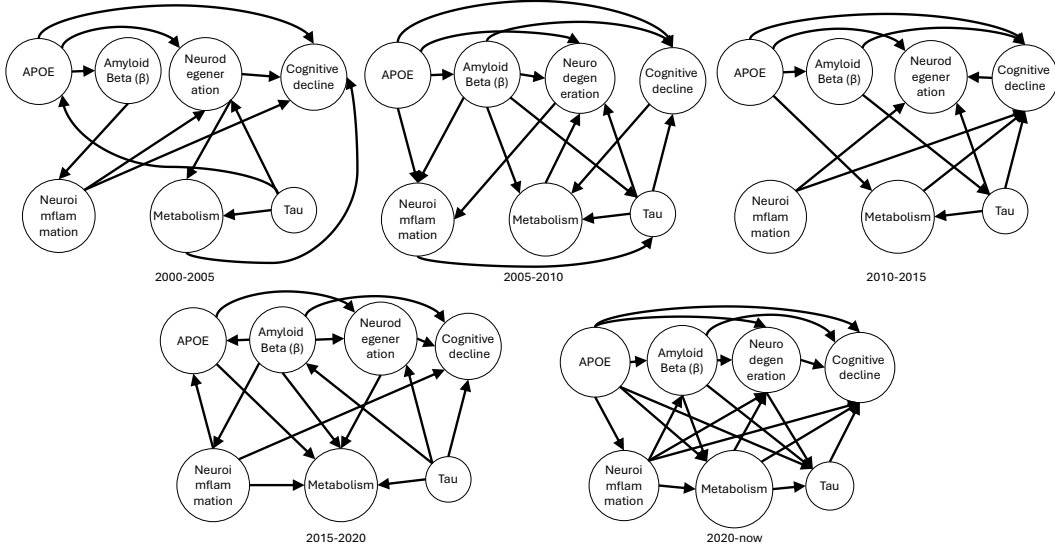 APOE
Amyloid
Beta (β)
Neurod
egener
ation
Cognitive
decline
Neuroi
mflam
mation
Metabolism
Tau
2000-2005
APOE
Amyloid
Beta (β)
Neuro
degen
eration
Cognitive
decline
Neuroi
mflam
mation
Metabolism
Tau
2005-2010
APOE
Amyloid
Beta (β)
Neurod
egener
ation
Cognitive
decline
Neuroi
mflam
mation
Metabolism
Tau
2010-2015
APOE
Amyloid
Beta (β)
Neurod
egener
ation
Cognitive
decline
Neuroi
mflam
mation
Metabolism
Tau
2015-2020
APOE
Amyloid
Beta (β)
Neuro
degen
eration
Cognitive
decline
Neuroi
mflam
mation
Metabolism
Tau
2020-now